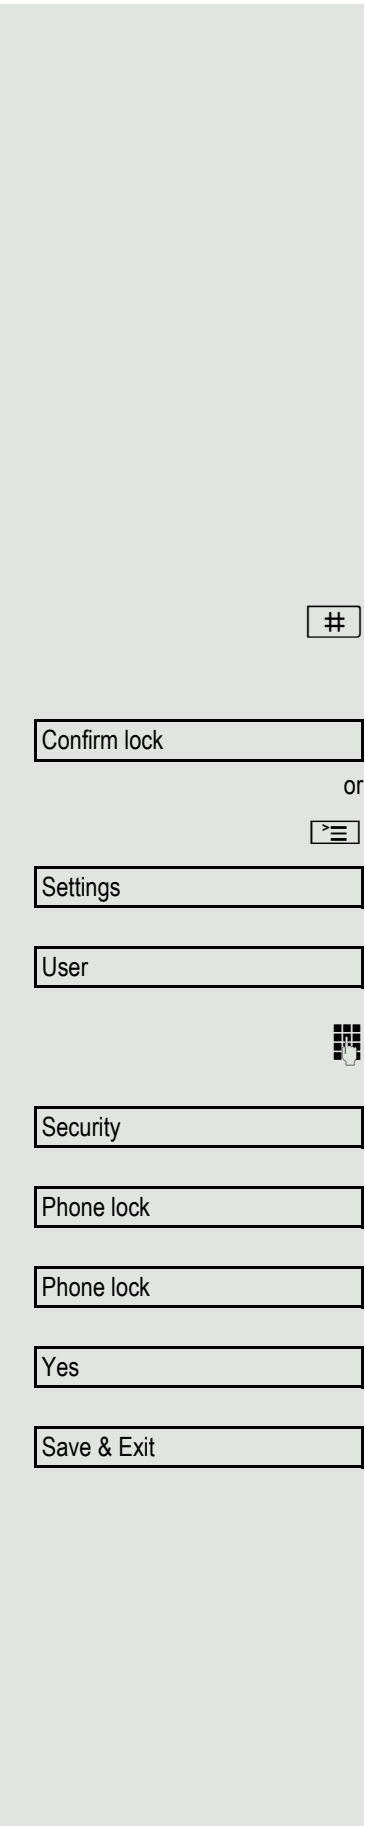 #
Confirm lock
or
Settings
User
Security
Phone lock
Phone lock
Yes
Save & Exit